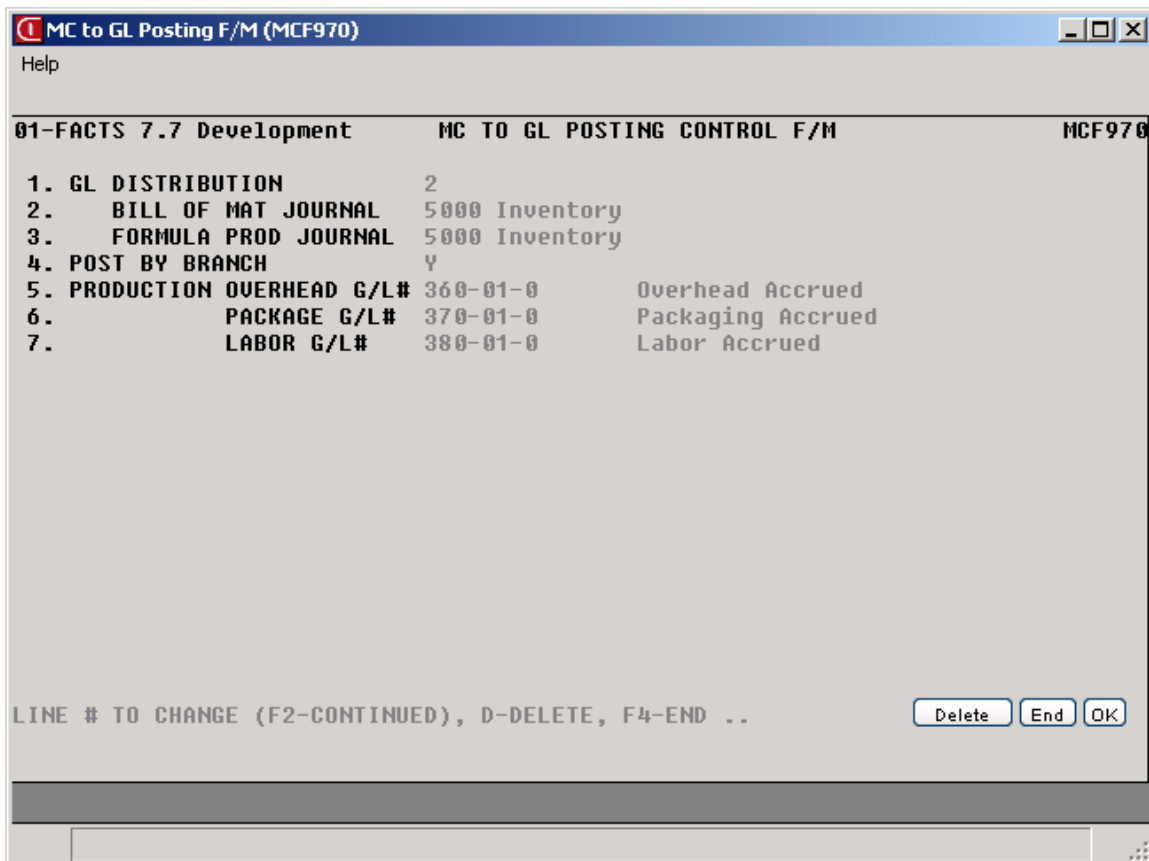 MC to GL Posting F/M (MCF970)
Help
01-FACTS 7.7 Development MC TO GL POSTING CONTROL F/M MCF970
1. GL DISTRIBUTION 2
2. BILL OF MAT JOURNAL 5000 Inventory
3. FORMULA PROD JOURNAL 5000 Inventory
4. POST BY BRANCH Y
5. PRODUCTION OVERHEAD G/L# 360-01-0 Overhead Accrued
6. PACKAGE G/L# 370-01-0 Packaging Accrued
7. LABOR G/L# 380-01-0 Labor Accrued
LINE # TO CHANGE (F2-CONTINUED), D-DELETE, F4-END .. Delete End OK